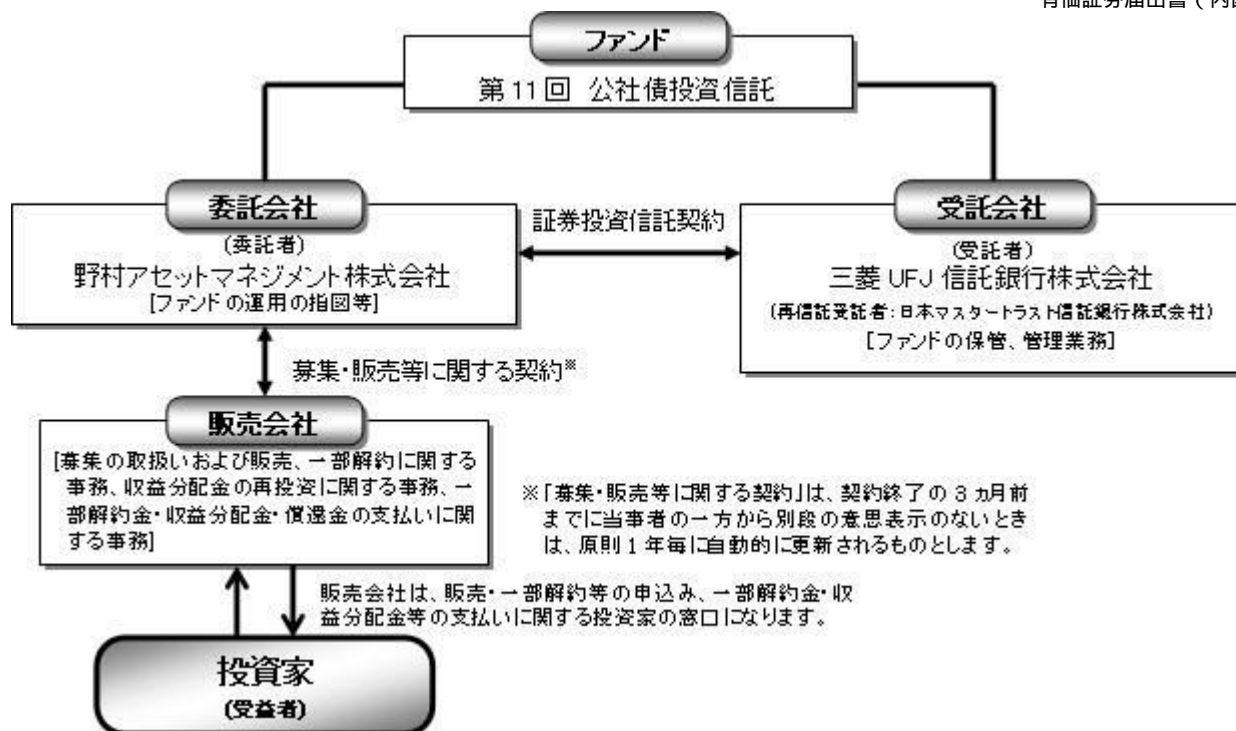 有価証券届出書（内
ファンド
第11回 公社債投資信託
委託会社
(委託者)
野村アセットマネジメント株式会社
[ファンドの運用の指図等]
証券投資信託契約
受託会社
(受託者)
三菱UFJ信託銀行株式会社
(再信託受託者:日本マスタートラスト信託銀行株式会社)
[ファンドの保管、管理業務]
募集・販売等に関する契約※
販売会社
[募集の取扱いおよび販売、一部解約に関する
事務、収益分配金の再投資に関する事務、一
部解約金・収益分配金・償還金の支払いに関
する事務]
※「募集・販売等に関する契約」は、契約終了の3ヵ月前
までに当事者の一方から別段の意思表示のないとき
は、原則1年毎に自動的に更新されるものとします。
販売会社は、販売・一部解約等の申込み、一部解約金・収
益分配金等の支払いに関する投資家の窓口になります。
投資家
(受益者)